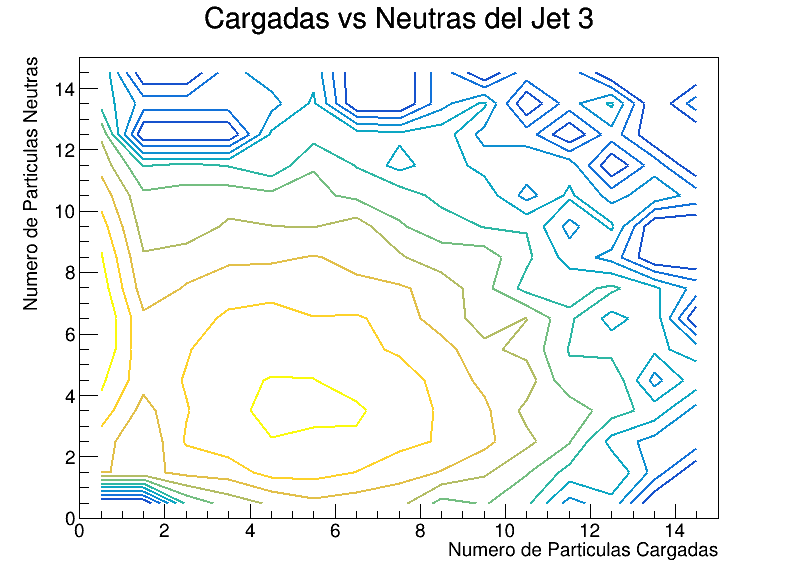 Cargadas vs Neutras del Jet 3
Numero de Particulas Neutras
14
12
10
8
6
4
2
0
0 2 4 6 8 10 12 14
Numero de Particulas Cargadas